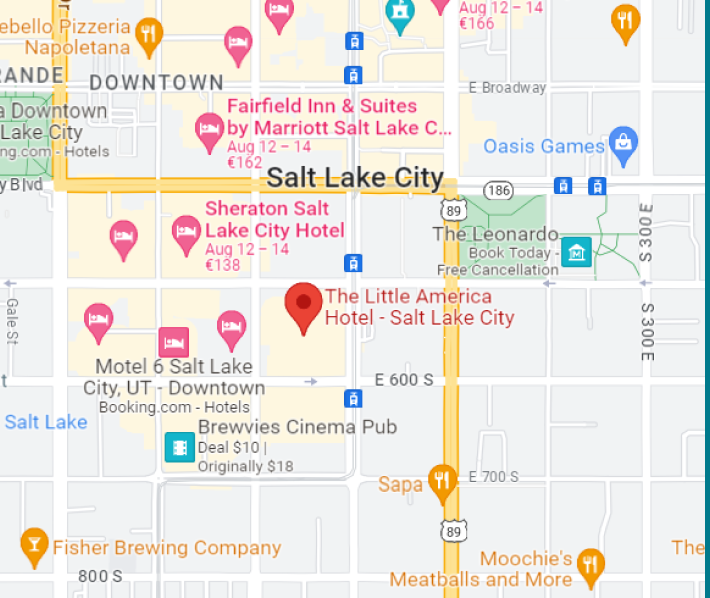 Aug 12 – 14
€166
ebello Pizzeria
Napoletana
RANDE
DOWNTOWN
E Broadway
a Downtown
Lake City
ng.com - Hotels
Fairfield Inn & Suites
by Marriott Salt Lake C...
Aug 12 – 14
€162
Oasis Games
y Blvd
Salt Lake City
186
89
Sheraton Salt
Lake City Hotel
Aug 12 – 14
€138
The Leonardo
Book Today -
Free Cancellation
S 300 E
S 300 E
Gale St
The Little America
Hotel - Salt Lake City
Motel 6 Salt Lake
City, UT - Downtown
Booking.com - Hotels
t
E 600 S
Salt Lake
Brewvies Cinema Pub
Deal $10 |
Originally $18
Sapa
E 700 S
89
Fisher Brewing Company
800 S
Moochie's
Meatballs and More
The